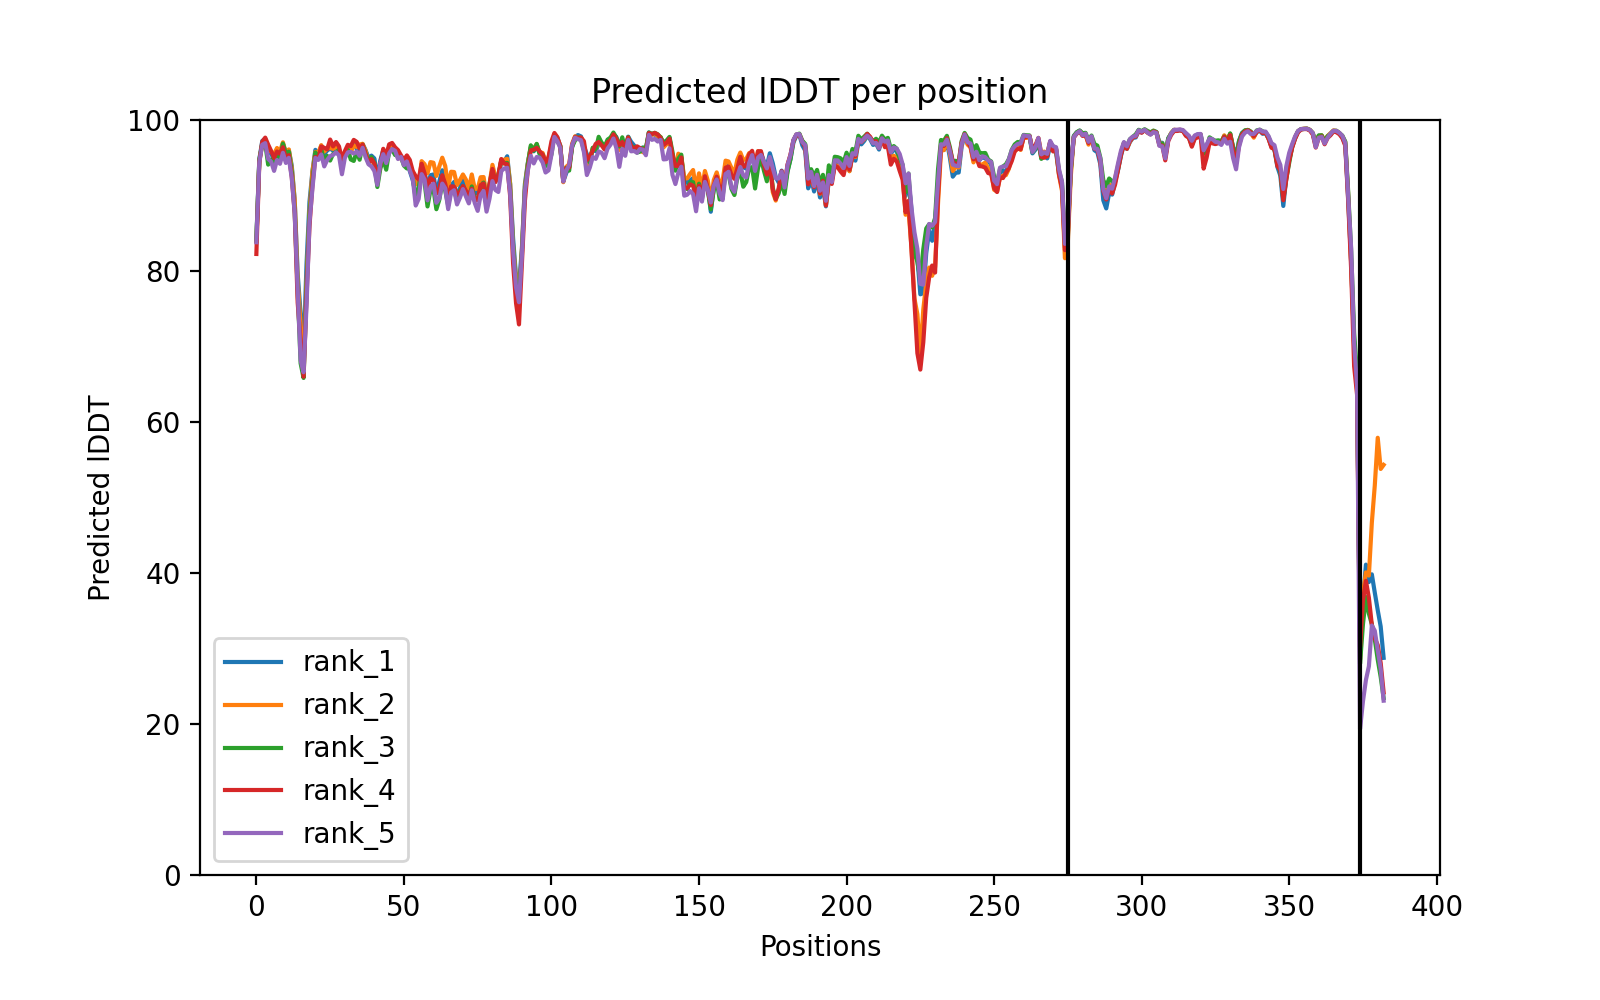 Predicted lDDT per position
100
80
60
40
20
0
Predicted lDDT
rank_1
rank_2
rank_3
rank_4
rank_5
0 50 100 150 200 250 300 350 400
Positions